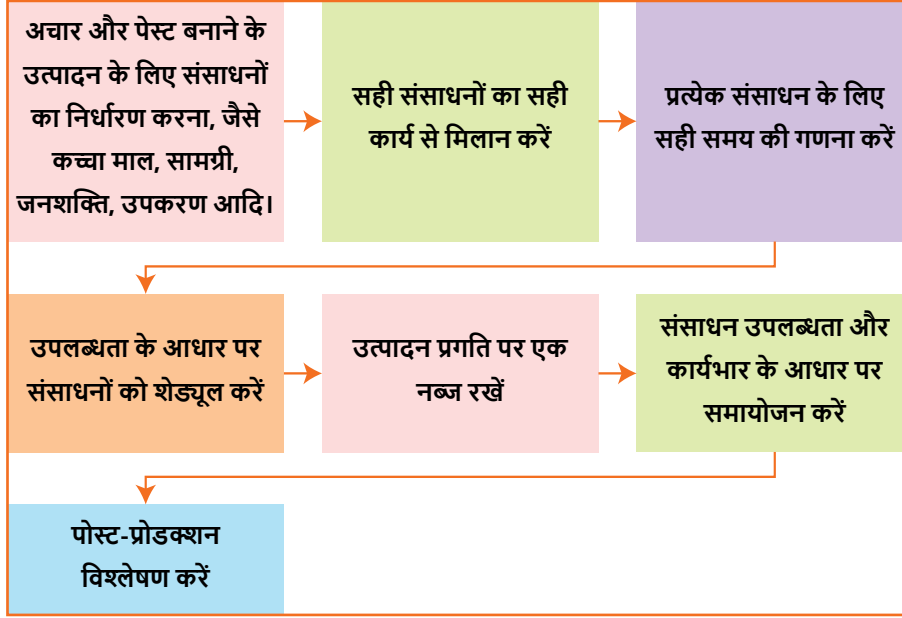 अचार और पेस्ट बनाने के
उत्पादन के लिए संसाधनों
का निर्धारण करना, जैसे
कच्चा माल, सामग्री,
जनशक्ति, उपकरण आदि।
सही संसाधनों का सही
कार्य से मिलान करें
प्रत्येक संसाधन के लिए
सही समय की गणना करें
उपलब्धता के आधार पर
संसाधनों को शेड्यूल करें
उत्पादन प्रगति पर एक
नब्ज रखें
संसाधन उपलब्धता और
कार्यभार के आधार पर
समायोजन करें
पोस्ट-प्रोडक्शन
विश्लेषण करें